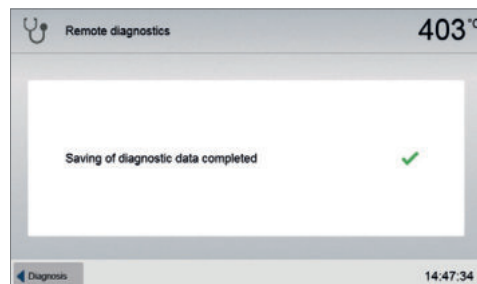 Remote diagnostics
403 °C
Saving of diagnostic data completed
Diagnosis
14:47:34